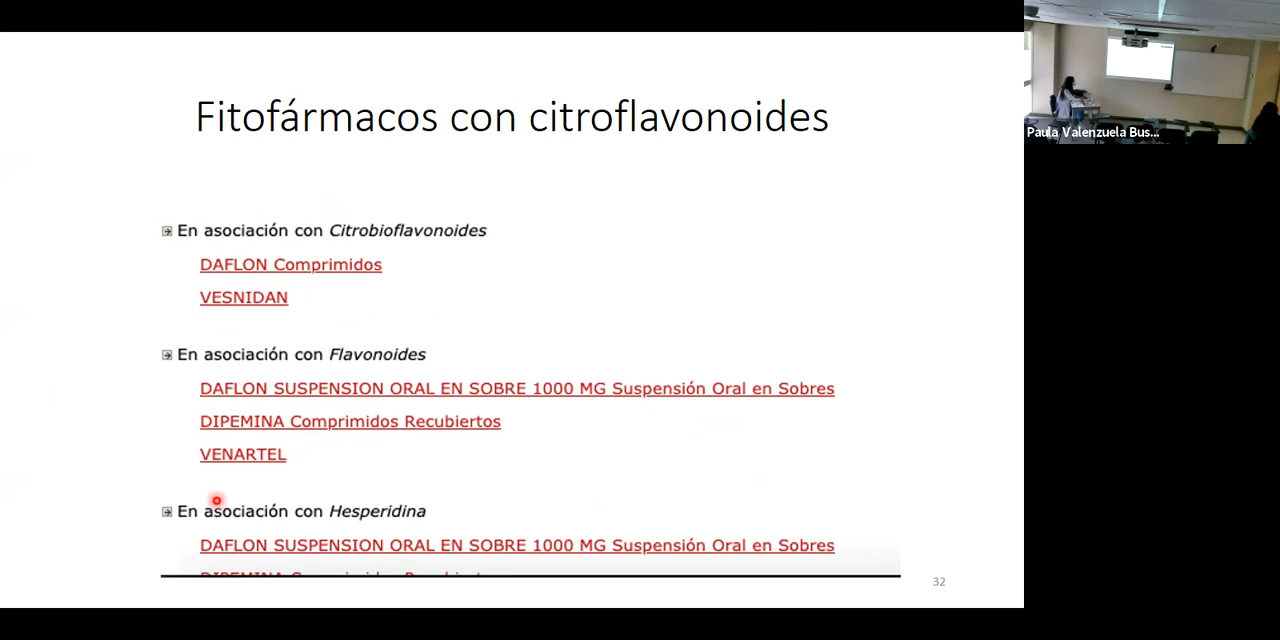 Fitofármacos con citroflavonoides
Paula Valenzuela Bus...
En asociación con Citrobioflavonoides
DAFLON Comprimidos
VESNIDAN
En asociación con Flavonoides
DAFLON SUSPENSION ORAL EN SOBRE 1000 MG Suspensión Oral en Sobres
DIPEMINA Comprimidos Recubiertos
VENARTEL
En asociación con Hesperidina
DAFLON SUSPENSION ORAL EN SOBRE 1000 MG Suspensión Oral en Sobres
32